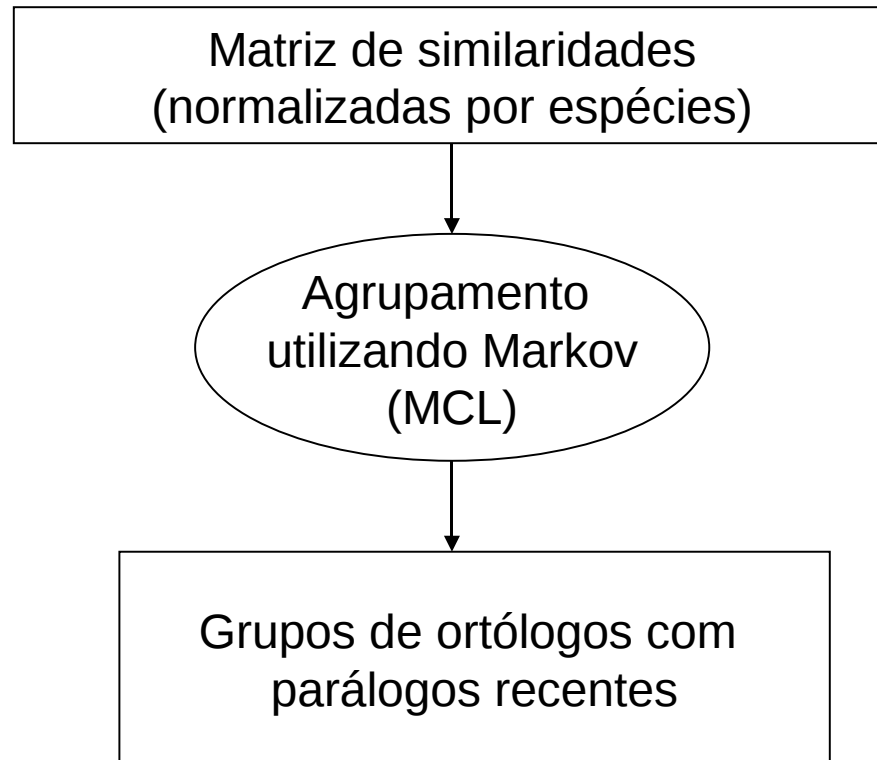 Matriz de similaridades
(normalizadas por espécies)
Agrupamento
utilizando Markov
(MCL)
Grupos de ortólogos com
parálogos recentes